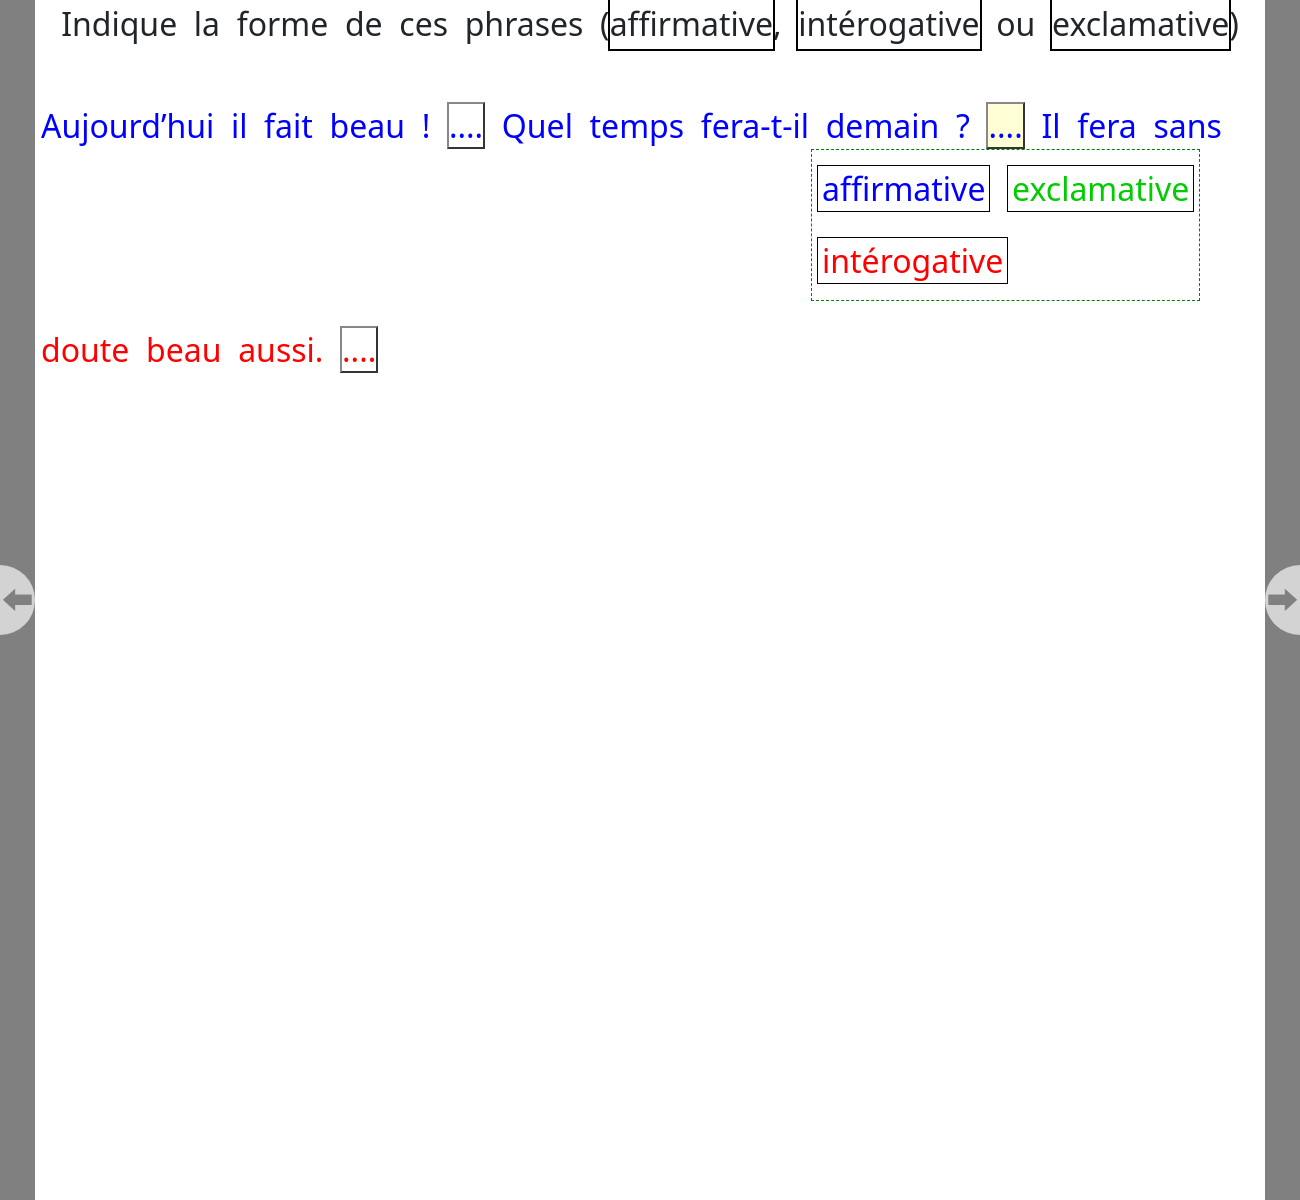 Indique la forme de ces phrases (affirmative, intérogative ou exclamative)
Aujourd’hui il fait beau ! .... Quel temps fera-t-il demain ? .... Il fera sans
affirmative exclamative
intérogative
doute beau aussi. ....